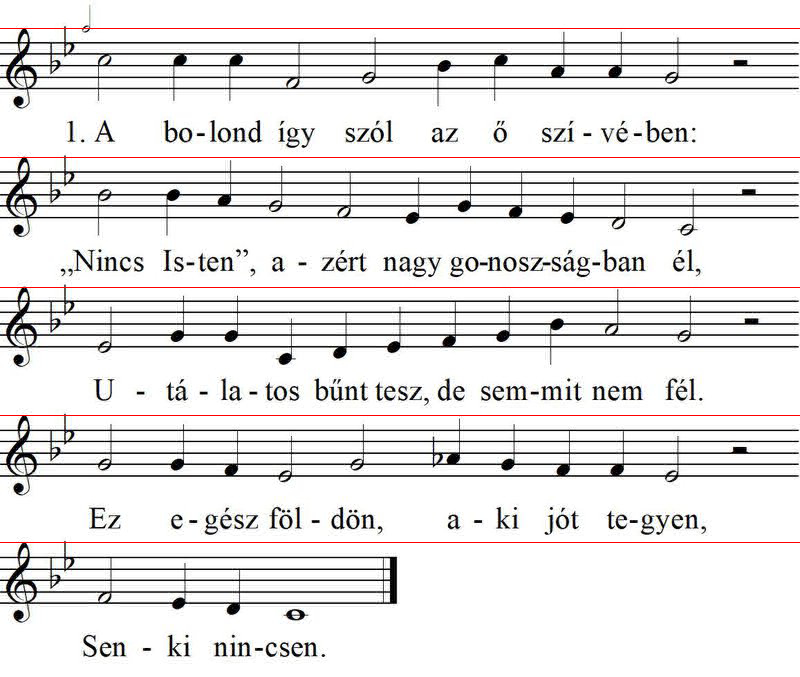 1. A bo-lond így szól az ő szí-vé-ben:
„Nincs Is-ten”, a-zért nagy go-nosz-ság-ban él,
U-tá-la-tos bűnt tesz, de sem-mit nem fél.
Ez e-gész föl-dön, a-ki jót te-gyen,
Sen-ki nin-csen.